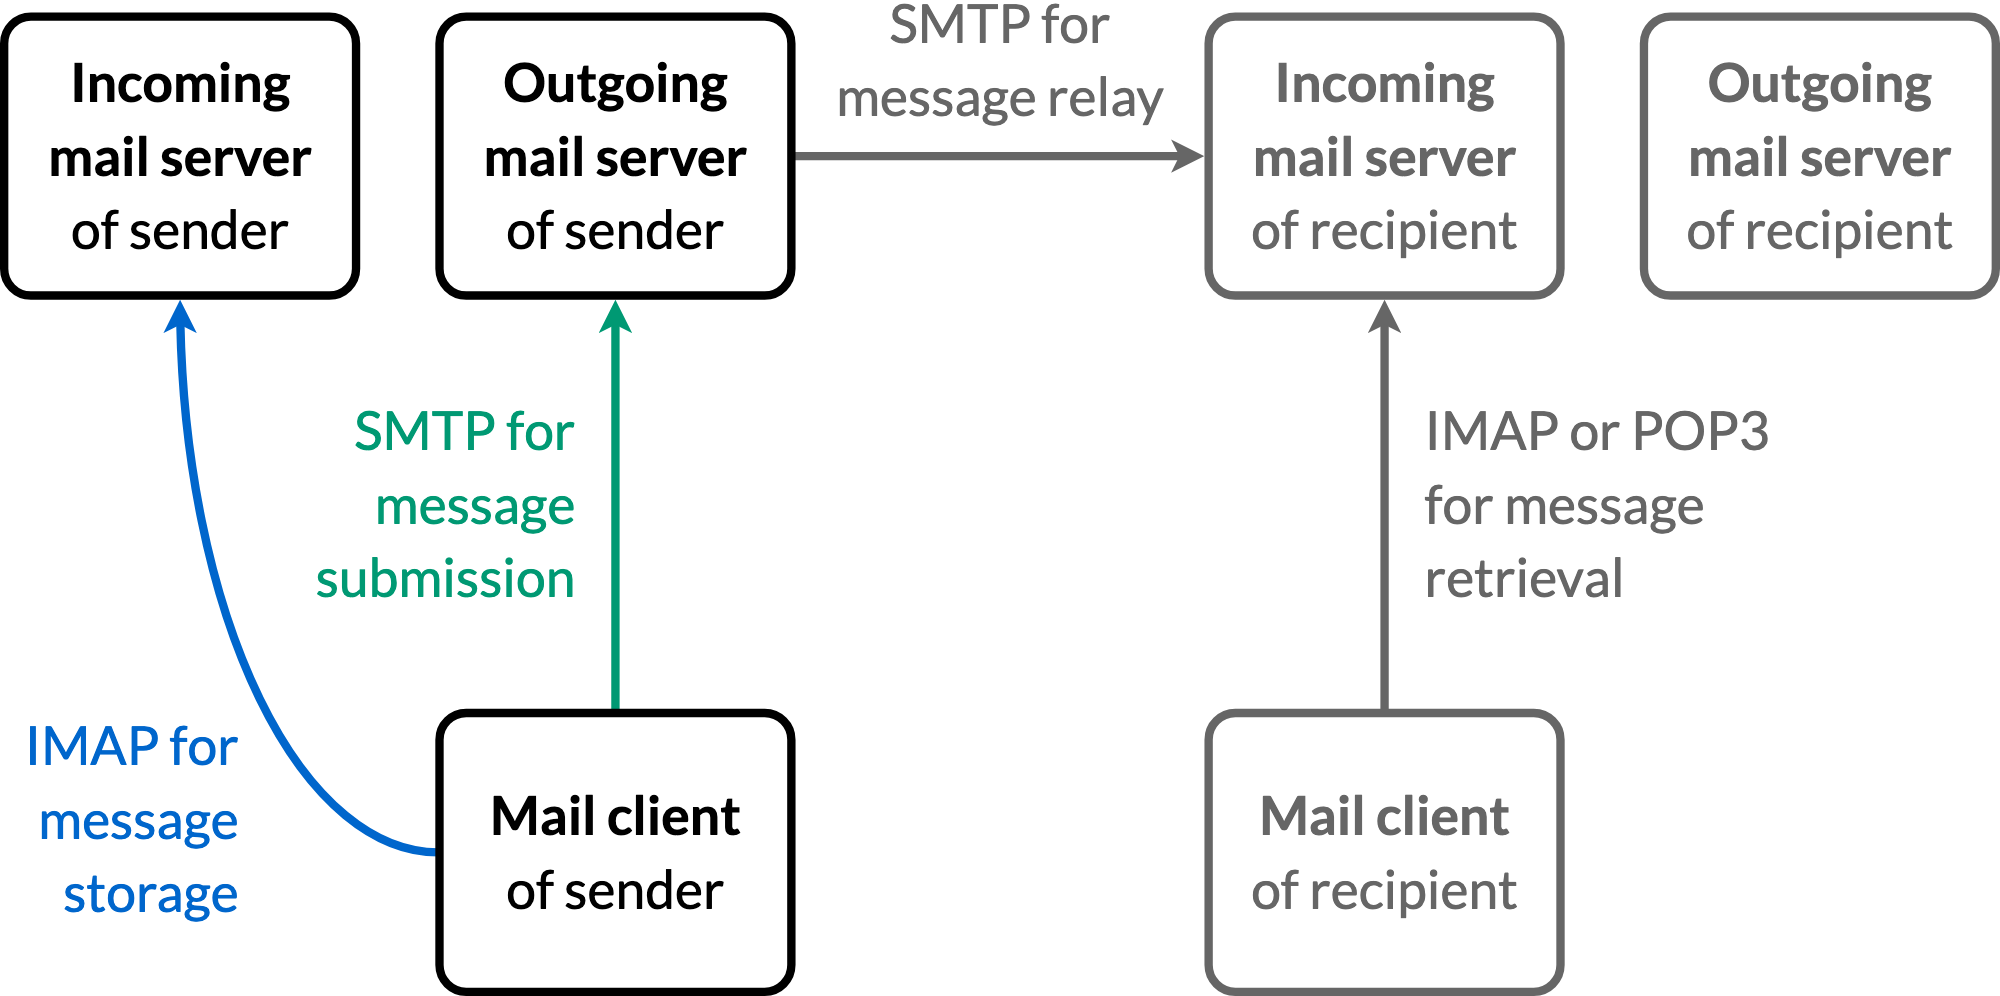 Incoming
mail server
of sender
Outgoing
mail server
of sender
SMTP for
message relay
Incoming
mail server
of recipient
Outgoing
mail server
of recipient
SMTP for
message
submission
IMAP or POP3
for message
retrieval
IMAP for
message
storage
Mail client
of sender
Mail client
of recipient